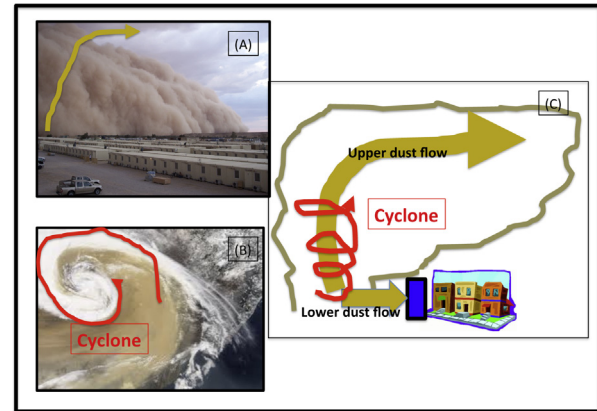 (A)
(C)
Upper dust flow
Cyclone
(B)
Cyclone
Lower dust flow